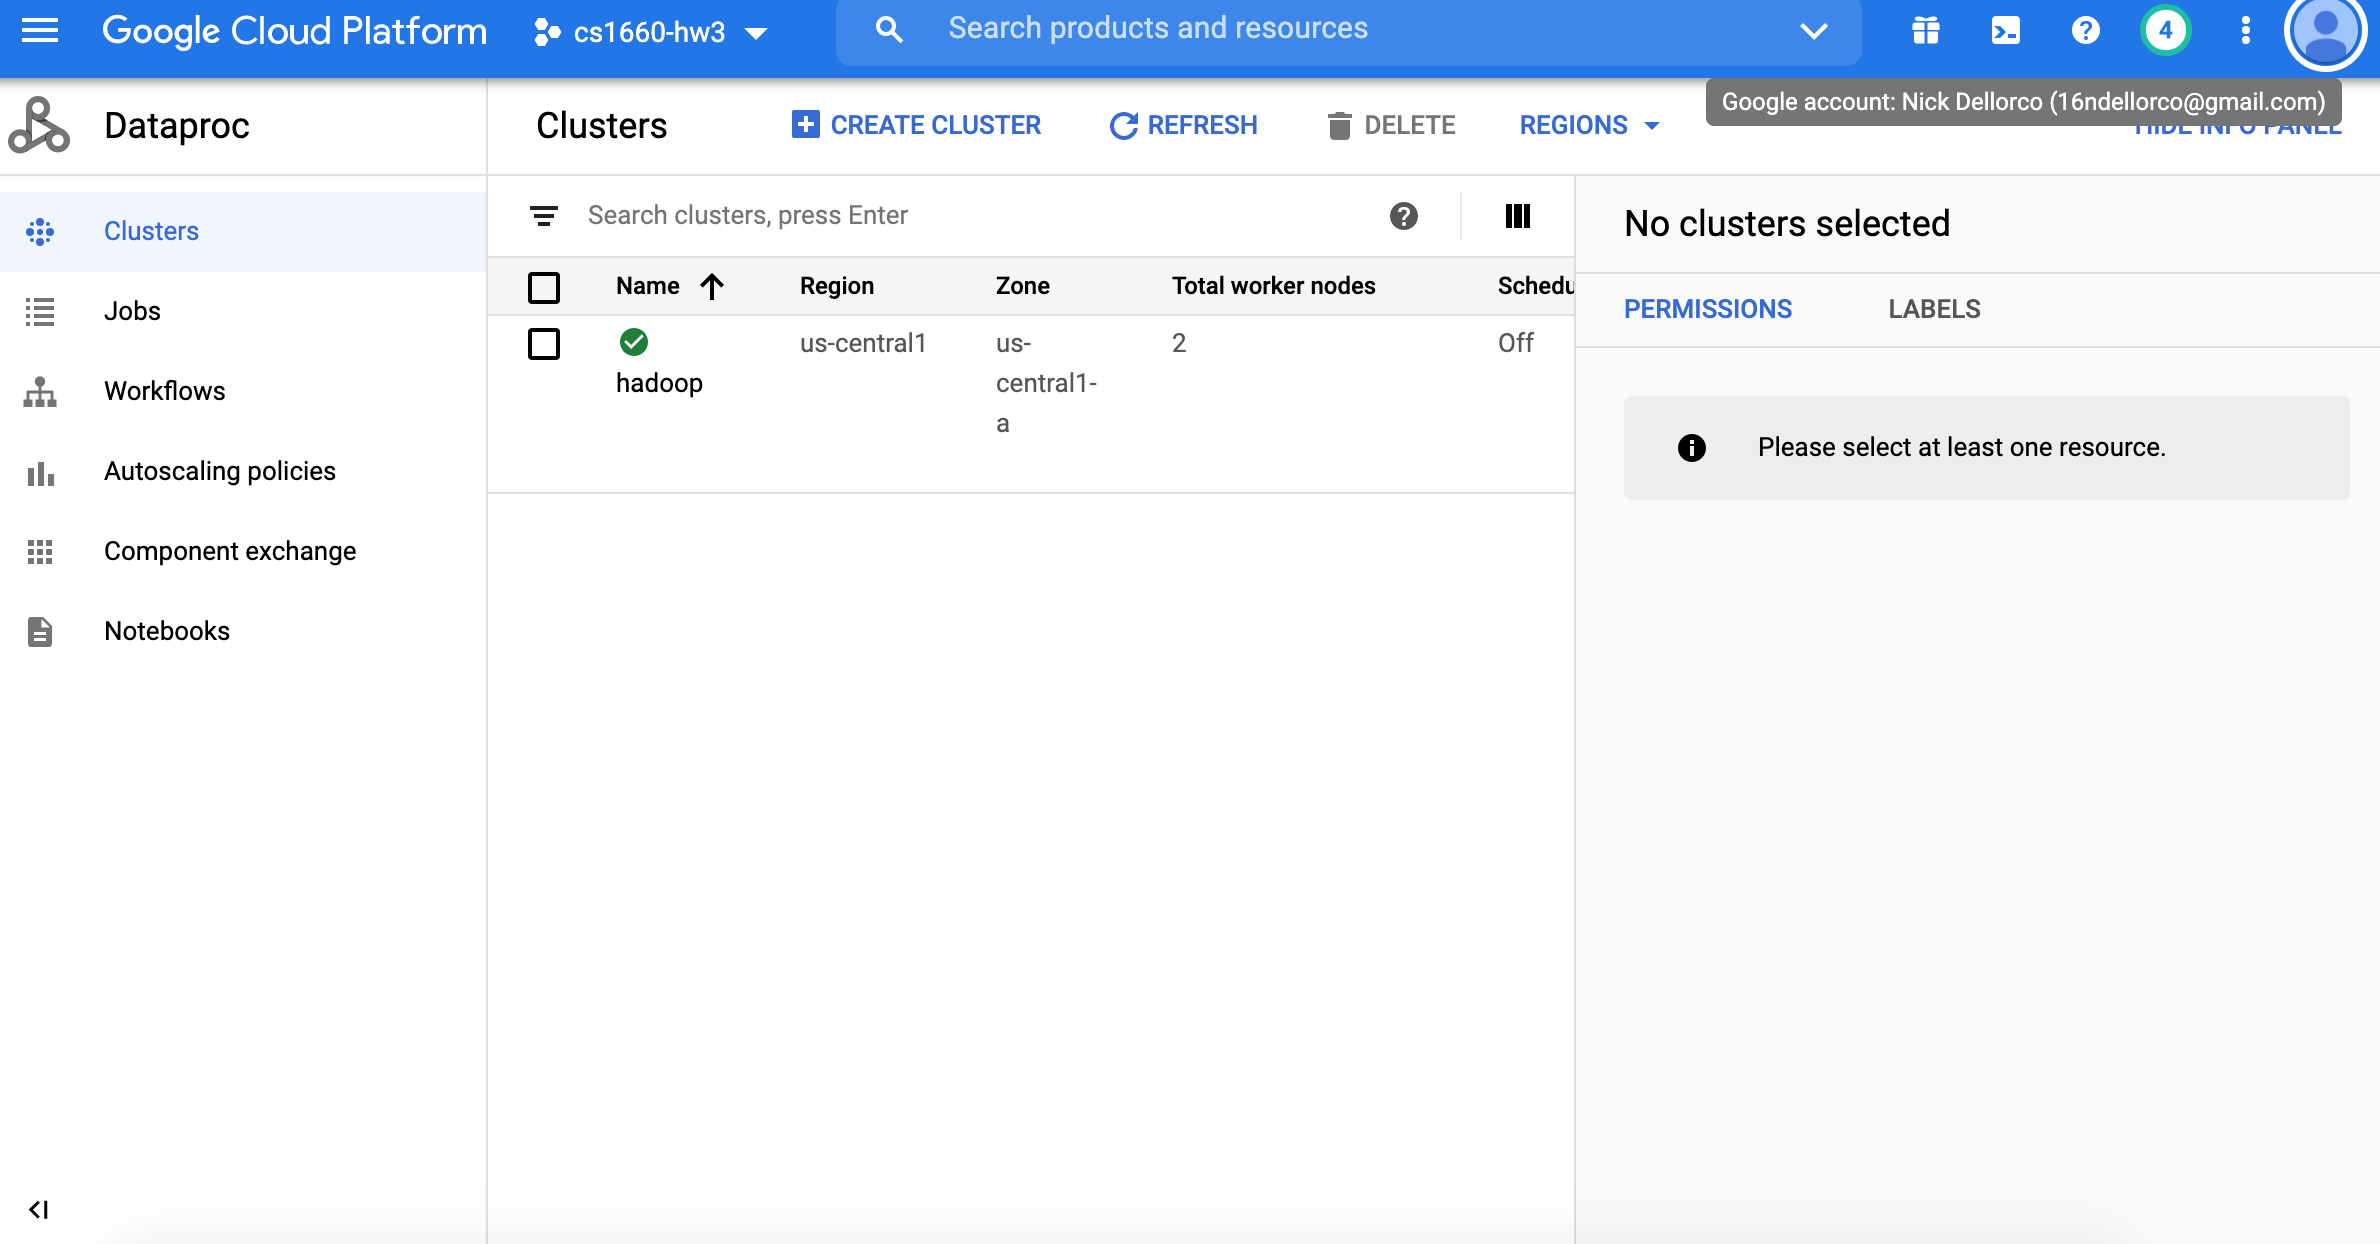 Google Cloud Platform
cs1660-hw3
Search products and resources
4
Google account: Nick Dellorco (16ndellorco@gmail.com)
Dataproc
Clusters
CREATE CLUSTER
REFRESH
DELETE
REGIONS
HIDE INFO PANEL
Clusters
Jobs
Workflows
Autoscaling policies
Component exchange
Notebooks
Search clusters, press Enter
Name
Region
Zone
Total worker nodes
Schedu
hadoop
us-central1
us-
central1-
a
2
Off
No clusters selected
PERMISSIONS
LABELS
Please select at least one resource.